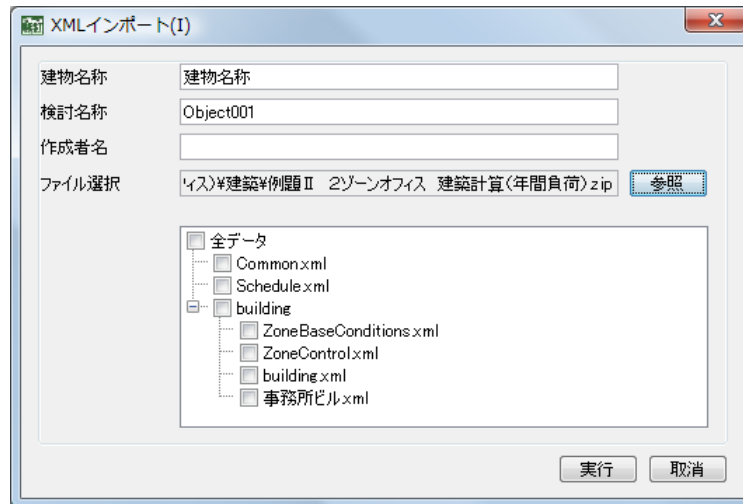 XMLインポート(I)
建物名称 建物名称
検討名称 Object001
作成者名
ファイル選択 ィス)¥建築¥例題Ⅱ 2ゾーンオフィス 建築計算(年間負荷).zip 参照
全データ
Common.xml
Schedule.xml
building
ZoneBaseConditions.xml
ZoneControl.xml
building.xml
事務所ビル.xml
実行 取消